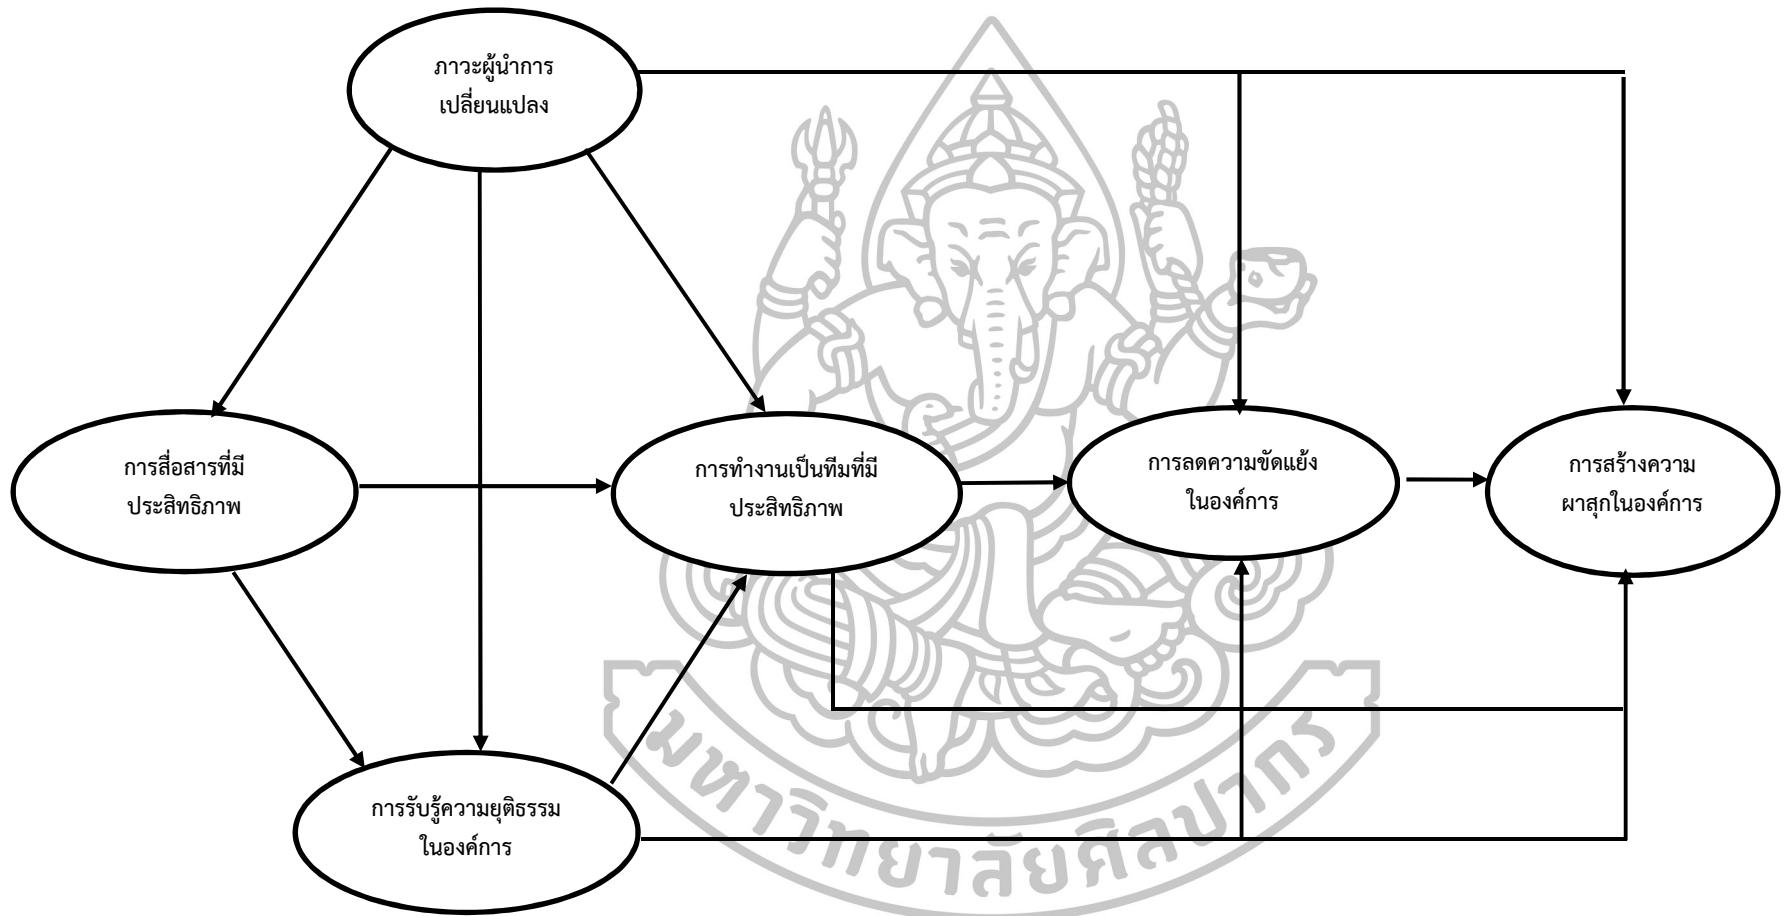 ภาวะผู้นำการ
เปลี่ยนแปลง
การสื่อสารที่มี
ประสิทธิภาพ
การทำงานเป็นทีมที่มี
ประสิทธิภาพ
การลดความขัดแย้ง
ในองค์การ
การสร้างความ
ผาสุกในองค์การ
การรับรู้ความยุติธรรม
ในองค์การ
มหาวิทยาลัยศิลปากร